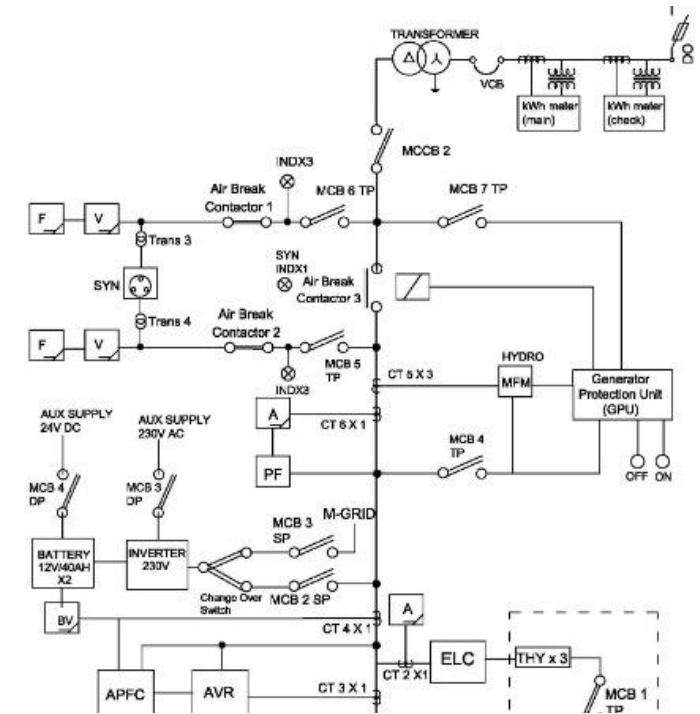 TRANSFORMER
DO
VCB
kWh meter
(main)
kWh meter
(check)
MCCB 2
INDX3
Air Break
Contactor 1
MCB 6 TP
MCB 7 TP
F
V
Trans 3
SYN
SYN
INDX1
Air Break
Contactor 3
Trans 4
Air Break
Contactor 2
F
V
MCB 5
TP
INDX3
CT 5 X 3
HYDRO
MFM
Generator
Protection Unit
(GPU)
OFF ON
A
CT 6 X 1
PF
MCB 4
TP
AUX SUPPLY
24V DC
AUX SUPPLY
230V AC
MCB 4
DP
MCB 3
DP
BATTERY
12V/40AH
X2
INVERTER
230V
MCB 3
SP
M-GRID
Change Over
Switch
MCB 2 SP
BV
CT 4 X 1
A
CT 2 X1
ELC
THY x 3
MCB 1
TP
APFC
AVR
CT 3 X 1